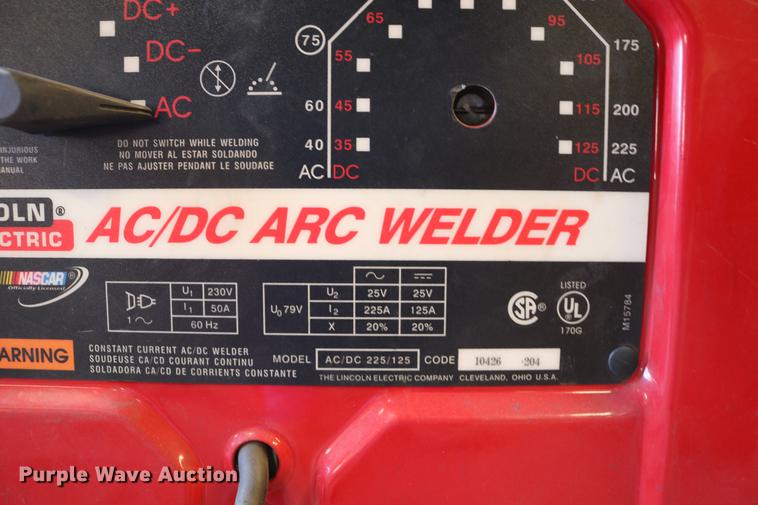 DC+
DC-
AC
DO NOT SWITCH WHILE WELDING
NO MOVER AL ESTAR SOLDANDO
NE PAS AJUSTER PENDANT LE SOUDAGE
THE WORK
75
65
55
60 45
40 35
AC DC
95
175
105
115 200
125 225
DC AC
AC/DC ARC WELDER
NASCAR®
Officially Licensed
U1 230V
I1 50A
1~ 60 Hz
U0 79V
U2 25V 25V
I2 225A 125A
X 20% 20%
SA®
LISTED
UL®
170G
M15784
CONSTANT CURRENT AC/DC WELDER
SOUDEUSE CA/CD COURANT CONTINU
SOLDADORA CA/CD DE CORRIENTS CONSTANTE
MODEL AC/DC 225/125 CODE 10426 -204
THE LINCOLN ELECTRIC COMPANY CLEVELAND, OHIO U.S.A.
Purple Wave Auction